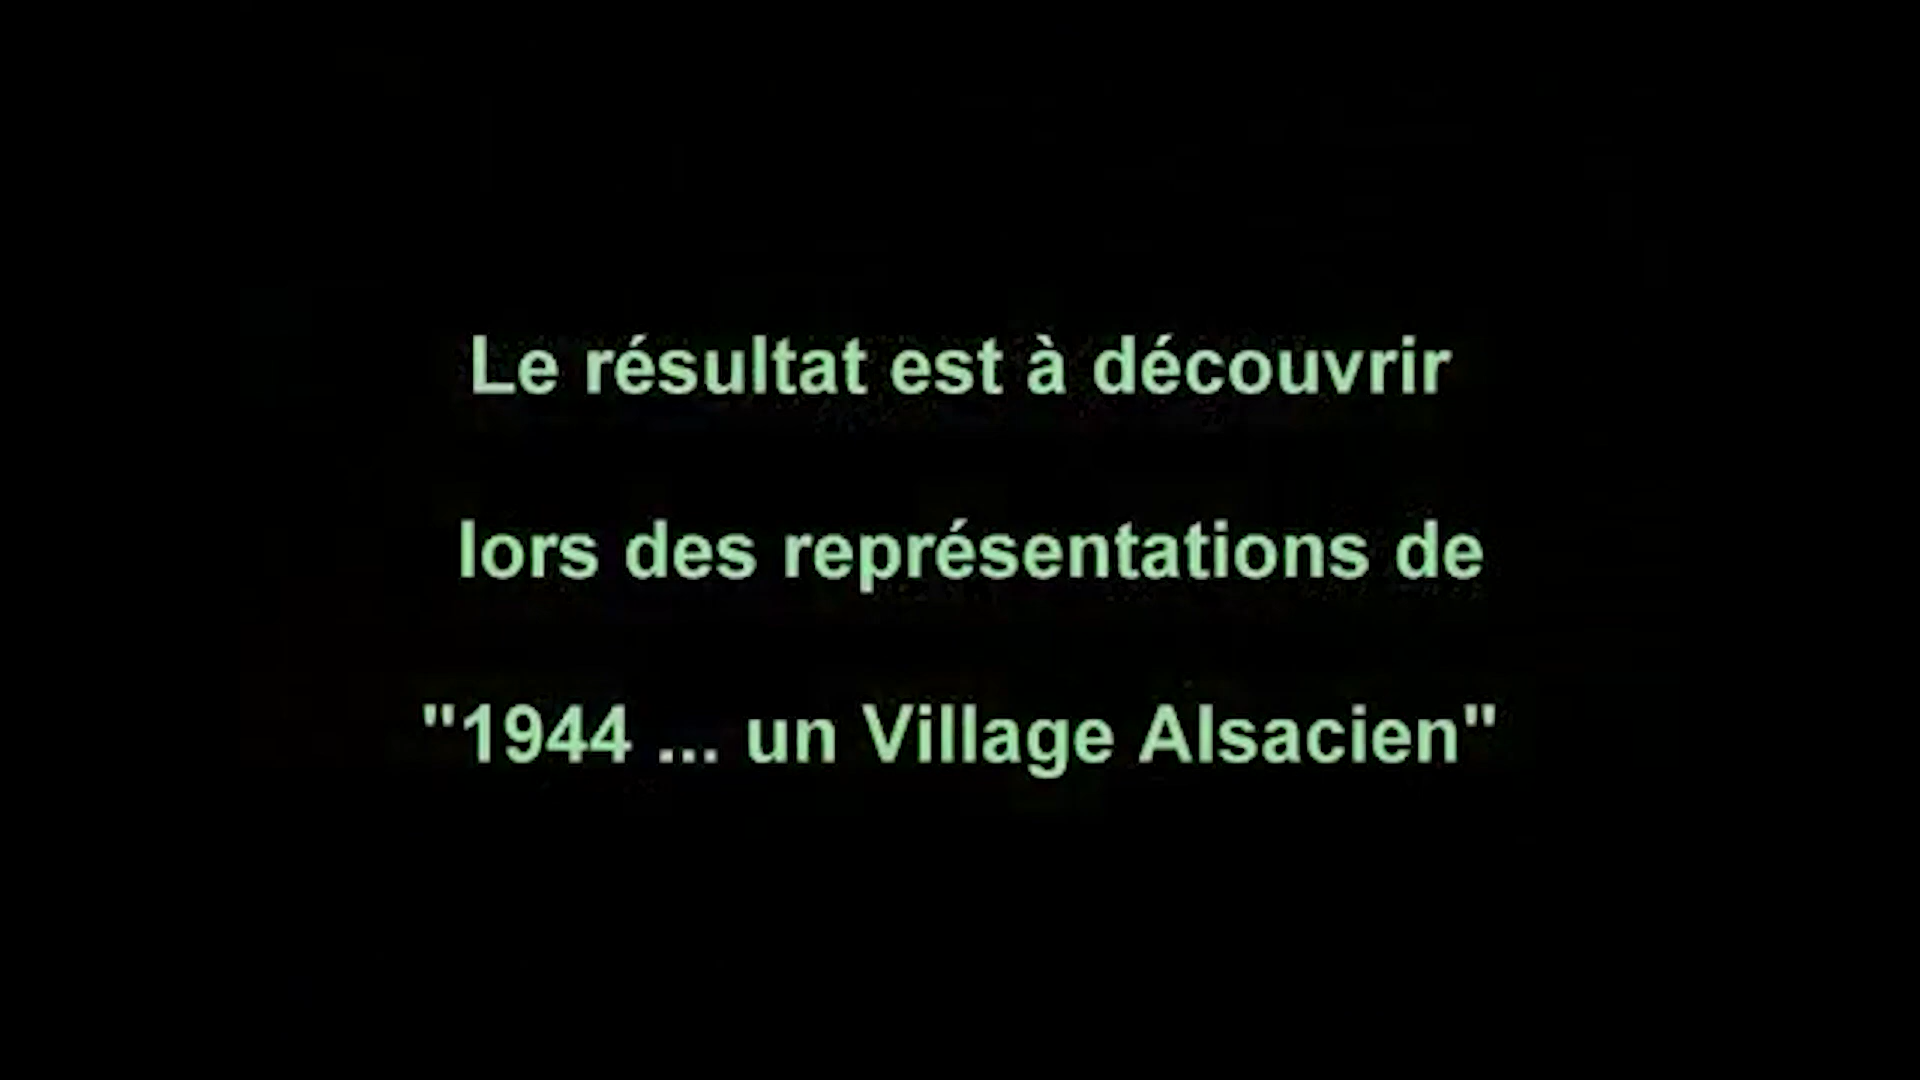 Le résultat est à découvrir
lors des représentations de
"1944 ... un Village Alsacien"